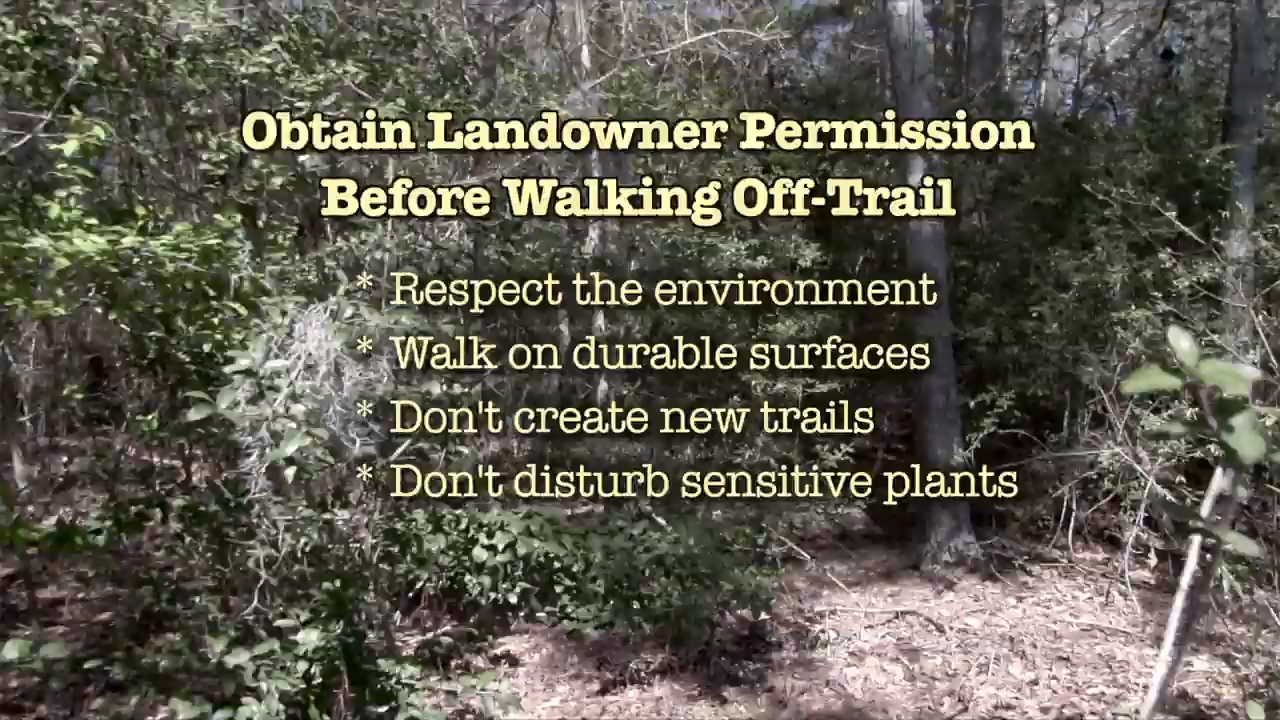 Obtain Landowner Permission
Before Walking Off-Trail
* Respect the environment
* Walk on durable surfaces
* Don't create new trails
* Don't disturb sensitive plants